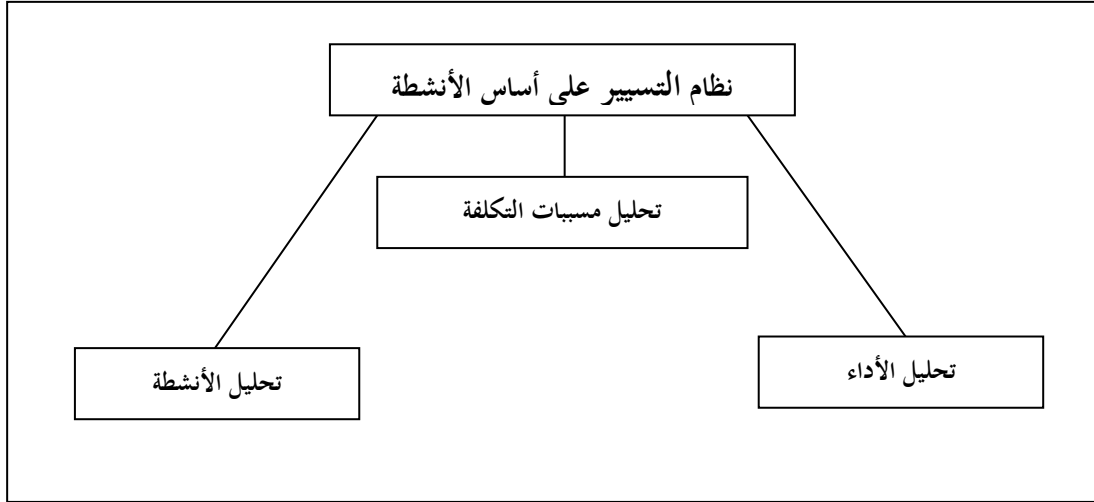 نظام التسيير على أساس الأنشطة
تحليل مسببات التكلفة
تحليل الأداء
تحليل الأنشطة